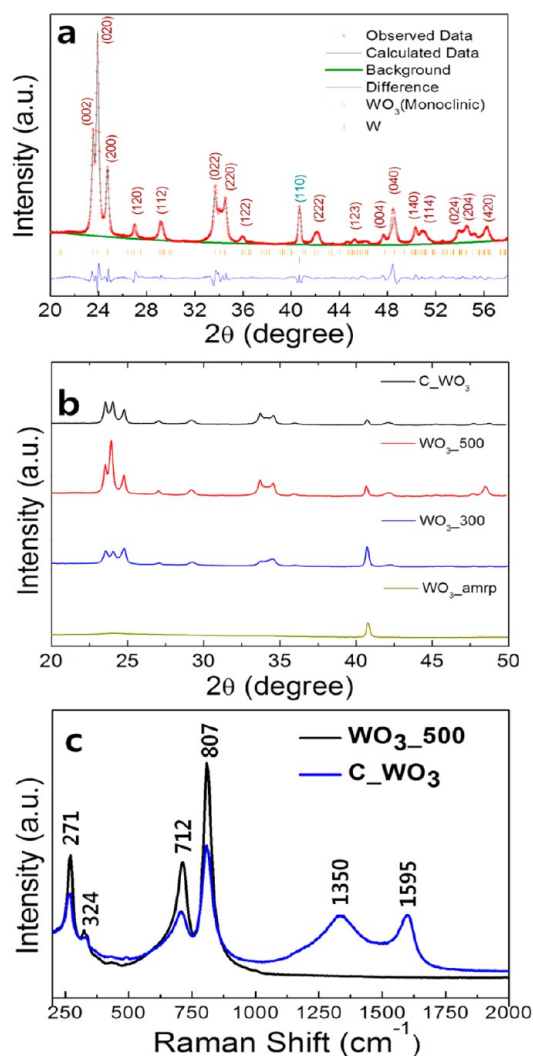 a
Observed Data
Calculated Data
Background
Difference
WO3(Monoclinic)
W
(020)
(002)
(200)
(120)
(112)
(022)
(220)
(122)
(110)
(222)
(123)
(004)
(040)
(140)
(114)
(024)
(204)
(420)
Intensity (a.u.)
20 24 28 32 36 40 44 48 52 56
2θ (degree)
b
C_WO3
WO3_500
WO3_300
WO3_amrp
Intensity (a.u.)
20 25 30 35 40 45 50
2θ (degree)
c
WO3_500
C_WO3
271
324
712
807
1350
1595
Intensity (a.u.)
250 500 750 1000 1250 1500 1750 2000
Raman Shift (cm-1)